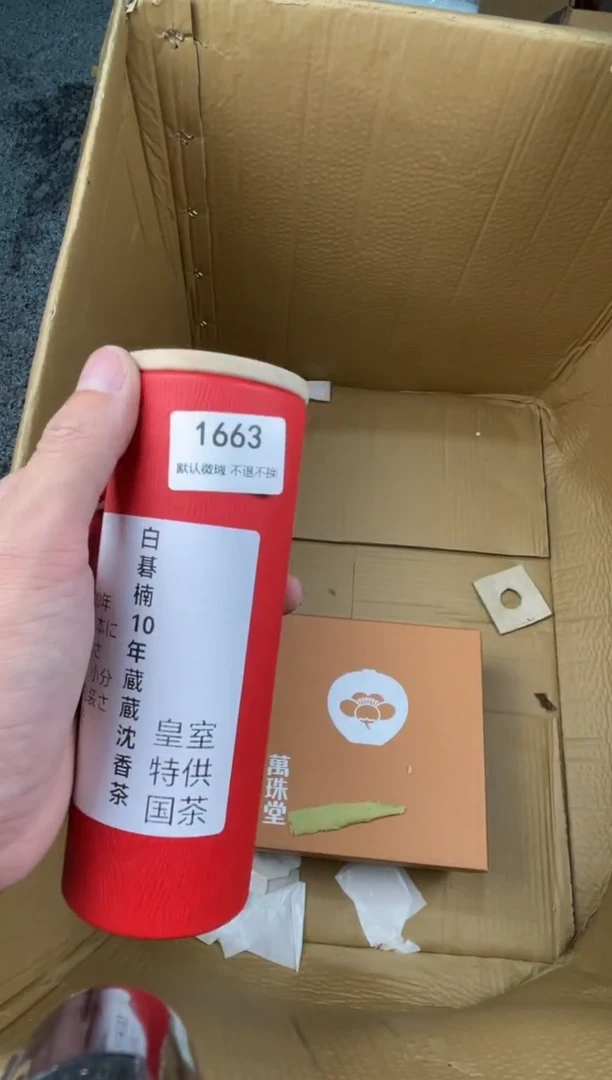 1663
默认微瑕 不退不换
白碁楠10年蔵蔵沈香茶
皇室
特供
国茶
萬珠堂